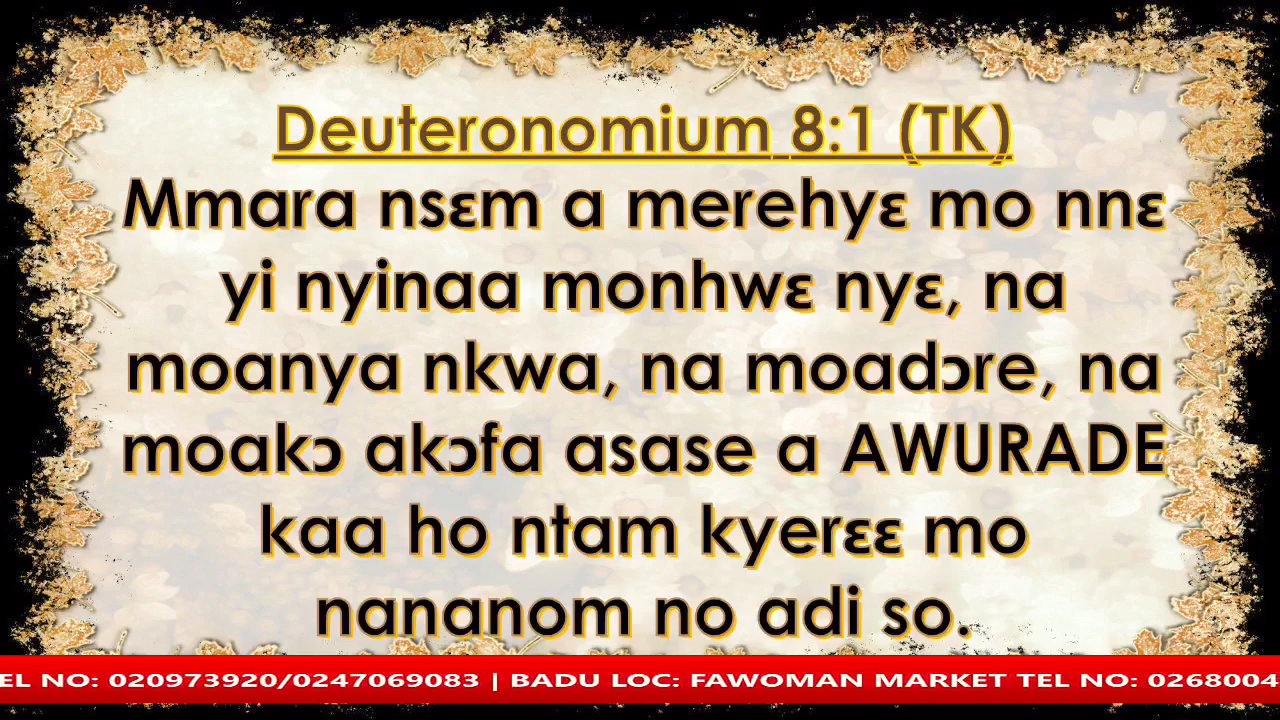 Deuteronomium 8:1 (TK)
Mmara nsɛm a merehyɛ mo nnɛ
yi nyinaa monhwɛ nyɛ, na
moanya nkwa, na moadɔre, na
moakɔ akɔfa asase a AWURADE
kaa ho ntam kyerɛɛ mo
nananom no adi so.
EL NO: 020973920/0247069083 | BADU LOC: FAWOMAN MARKET TEL NO: 0268004